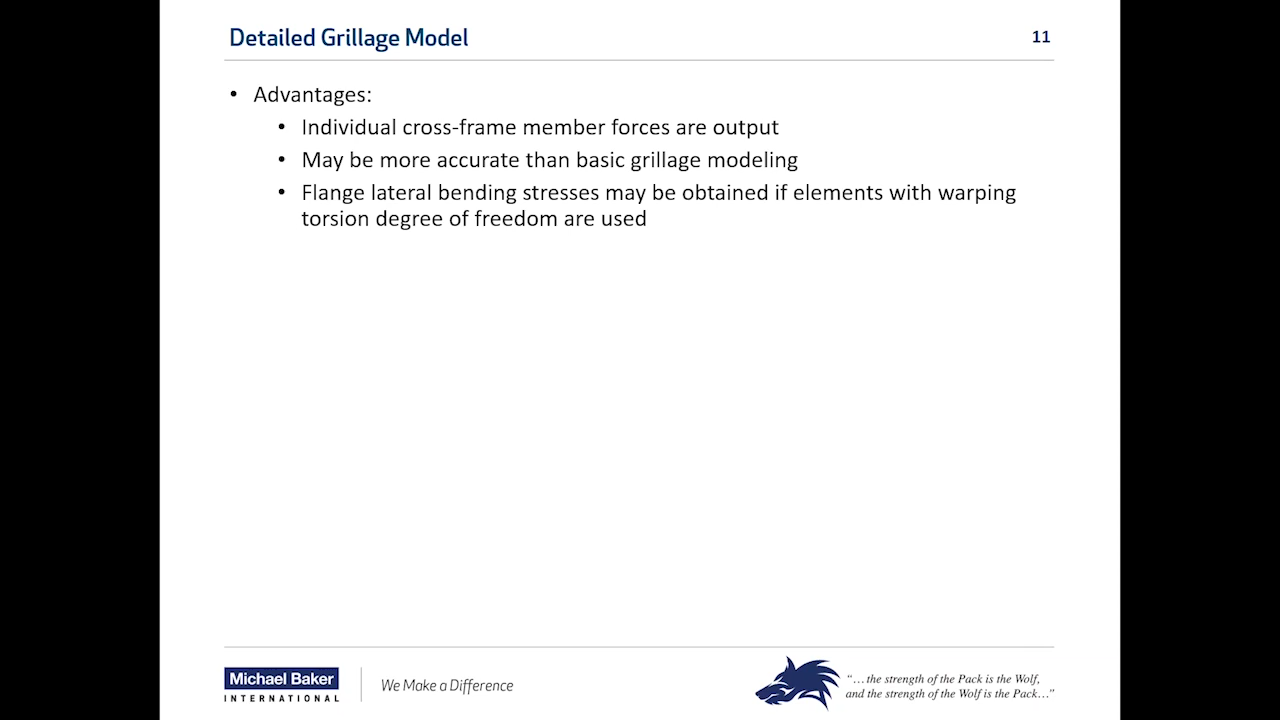 Detailed Grillage Model
11
• Advantages:
• Individual cross-frame member forces are output
• May be more accurate than basic grillage modeling
• Flange lateral bending stresses may be obtained if elements with warping
torsion degree of freedom are used
Michael Baker
INTERNATIONAL
We Make a Difference
“… the strength of the Pack is the Wolf,
and the strength of the Wolf is the Pack…”